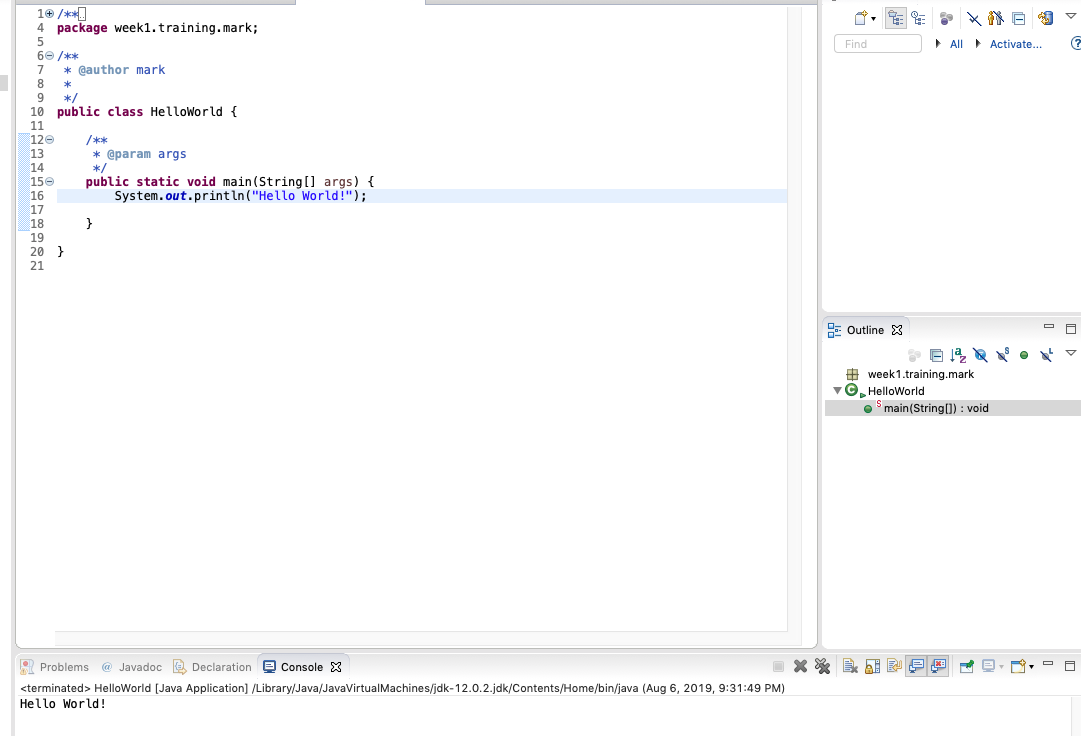 1 /**
4 package week1.training.mark;
5
6 /**
7  * @author mark
8  *
9  */
10 public class HelloWorld {
11
12     /**
13      * @param args
14      */
15     public static void main(String[] args) {
16         System.out.println("Hello World!");
17
18     }
19
20 }
21
Find All Activate...
Outline
week1.training.mark
HelloWorld
main(String[]) : void
Problems @ Javadoc Declaration Console
<terminated> HelloWorld [Java Application] /Library/Java/JavaVirtualMachines/jdk-12.0.2.jdk/Contents/Home/bin/java (Aug 6, 2019, 9:31:49 PM)
Hello World!